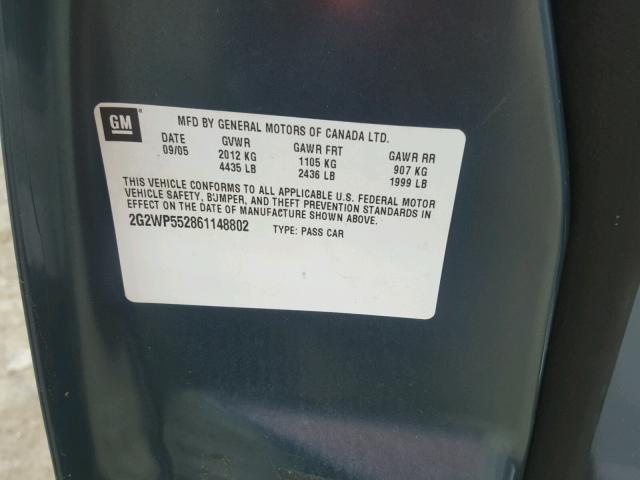 GM
MFD BY GENERAL MOTORS OF CANADA LTD.
DATE GVWR GAWR FRT GAWR RR
09/05 2012 KG 1105 KG 907 KG
4435 LB 2436 LB 1999 LB
THIS VEHICLE CONFORMS TO ALL APPLICABLE U.S. FEDERAL MOTOR
VEHICLE SAFETY, BUMPER, AND THEFT PREVENTION STANDARDS IN
EFFECT ON THE DATE OF MANUFACTURE SHOWN ABOVE.
2G2WP552861148802 TYPE: PASS CAR